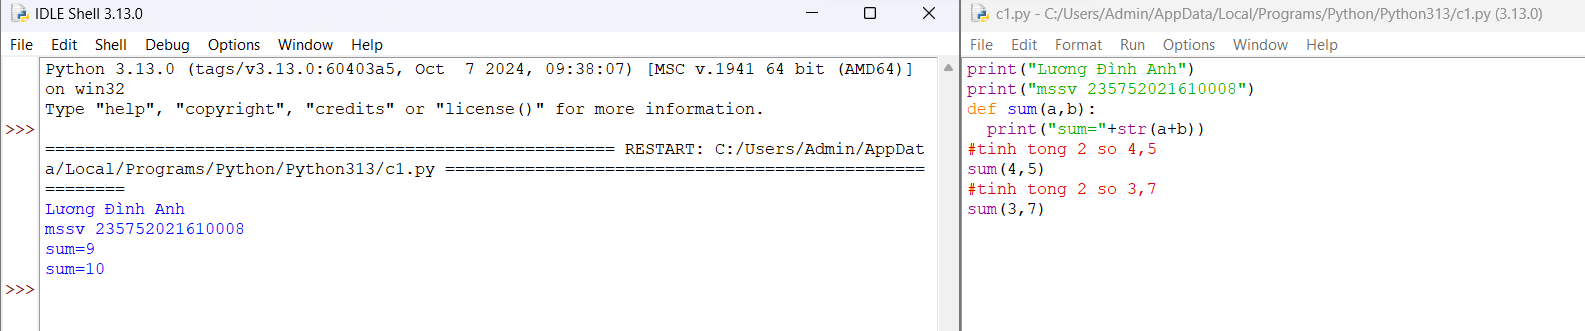 IDLE Shell 3.13.0
File Edit Shell Debug Options Window Help
Python 3.13.0 (tags/v3.13.0:60403a5, Oct  7 2024, 09:38:07) [MSC v.1941 64 bit (AMD64)]
on win32
Type "help", "copyright", "credits" or "license()" for more information.
>>>
========================================================= RESTART: C:/Users/Admin/AppDat
a/Local/Programs/Python/Python313/c1.py ================================================
========
Lương Đình Anh
mssv 235752021610008
sum=9
sum=10
>>>
c1.py - C:/Users/Admin/AppData/Local/Programs/Python/Python313/c1.py (3.13.0)
File Edit Format Run Options Window Help
print("Lương Đình Anh")
print("mssv 235752021610008")
def sum(a,b):
  print("sum="+str(a+b))
#tinh tong 2 so 4,5
sum(4,5)
#tinh tong 2 so 3,7
sum(3,7)